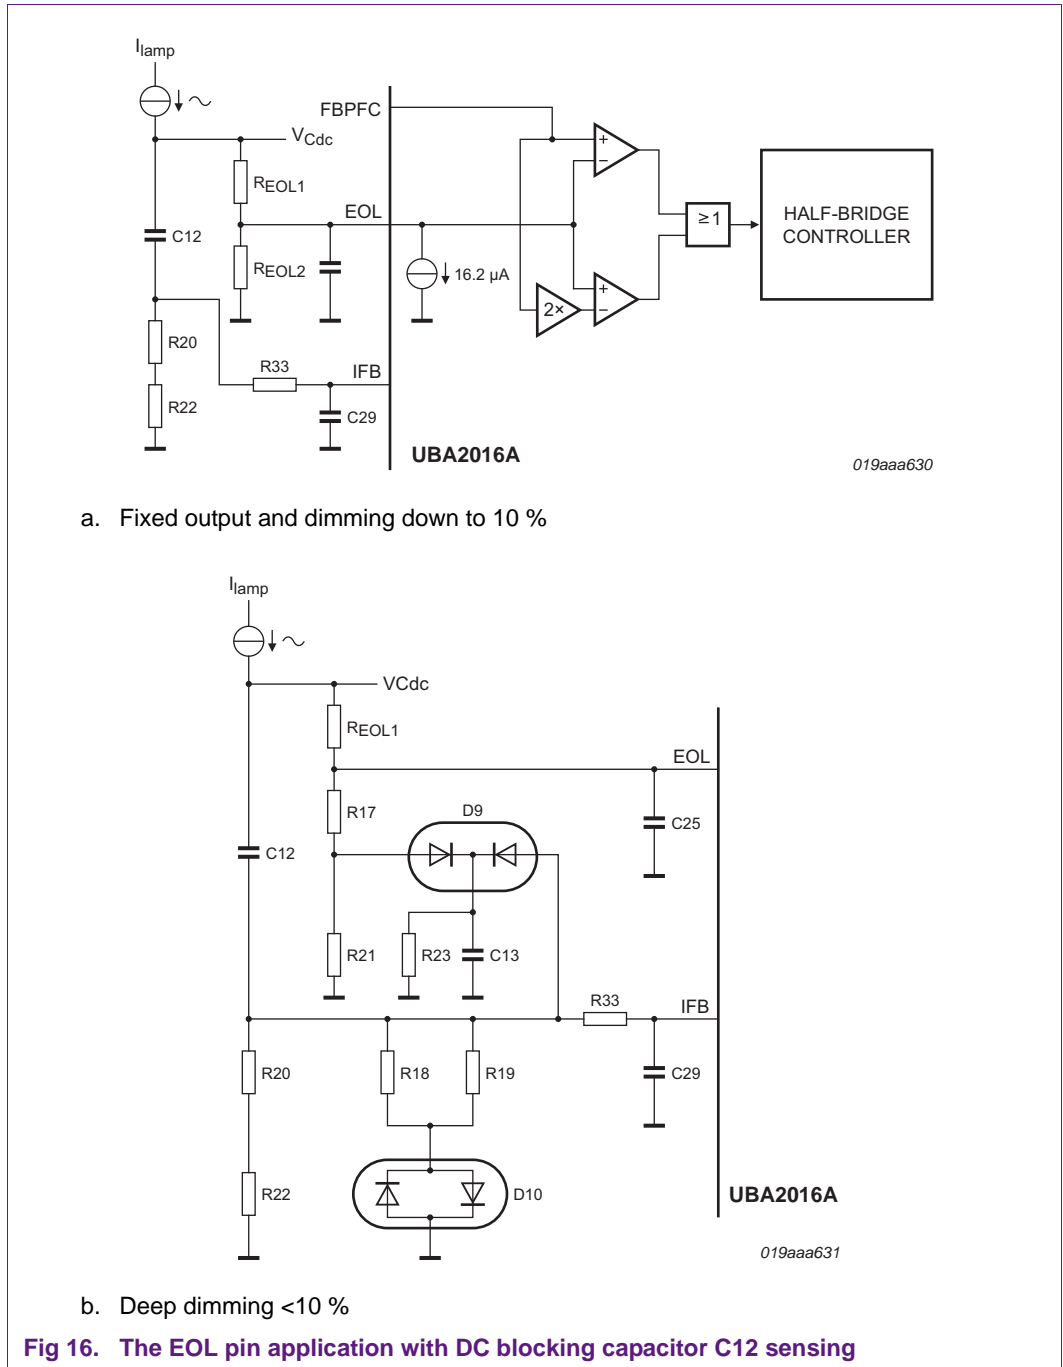 Ilamp
FBPFC
VCdc
REOL1
EOL
C12
REOL2
16.2 µA
+
−
2×
+
−
≥1
HALF-BRIDGE
CONTROLLER
R20
R33
IFB
R22
C29
UBA2016A
019aaa630
a. Fixed output and dimming down to 10 %
Ilamp
VCdc
REOL1
EOL
R17
D9
C25
C12
R21
R23
C13
R33
IFB
R20
R18
R19
C29
R22
D10
UBA2016A
019aaa631
b. Deep dimming <10 %
Fig 16. The EOL pin application with DC blocking capacitor C12 sensing